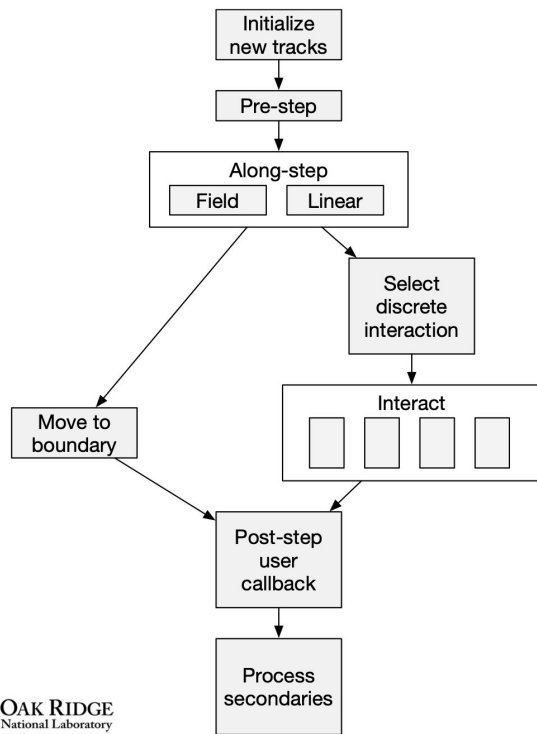 Initialize
new tracks
Pre-step
Along-step
Field
Linear
Select
discrete
interaction
Move to
boundary
Interact
Post-step
user
callback
Process
secondaries
OAK RIDGE
National Laboratory